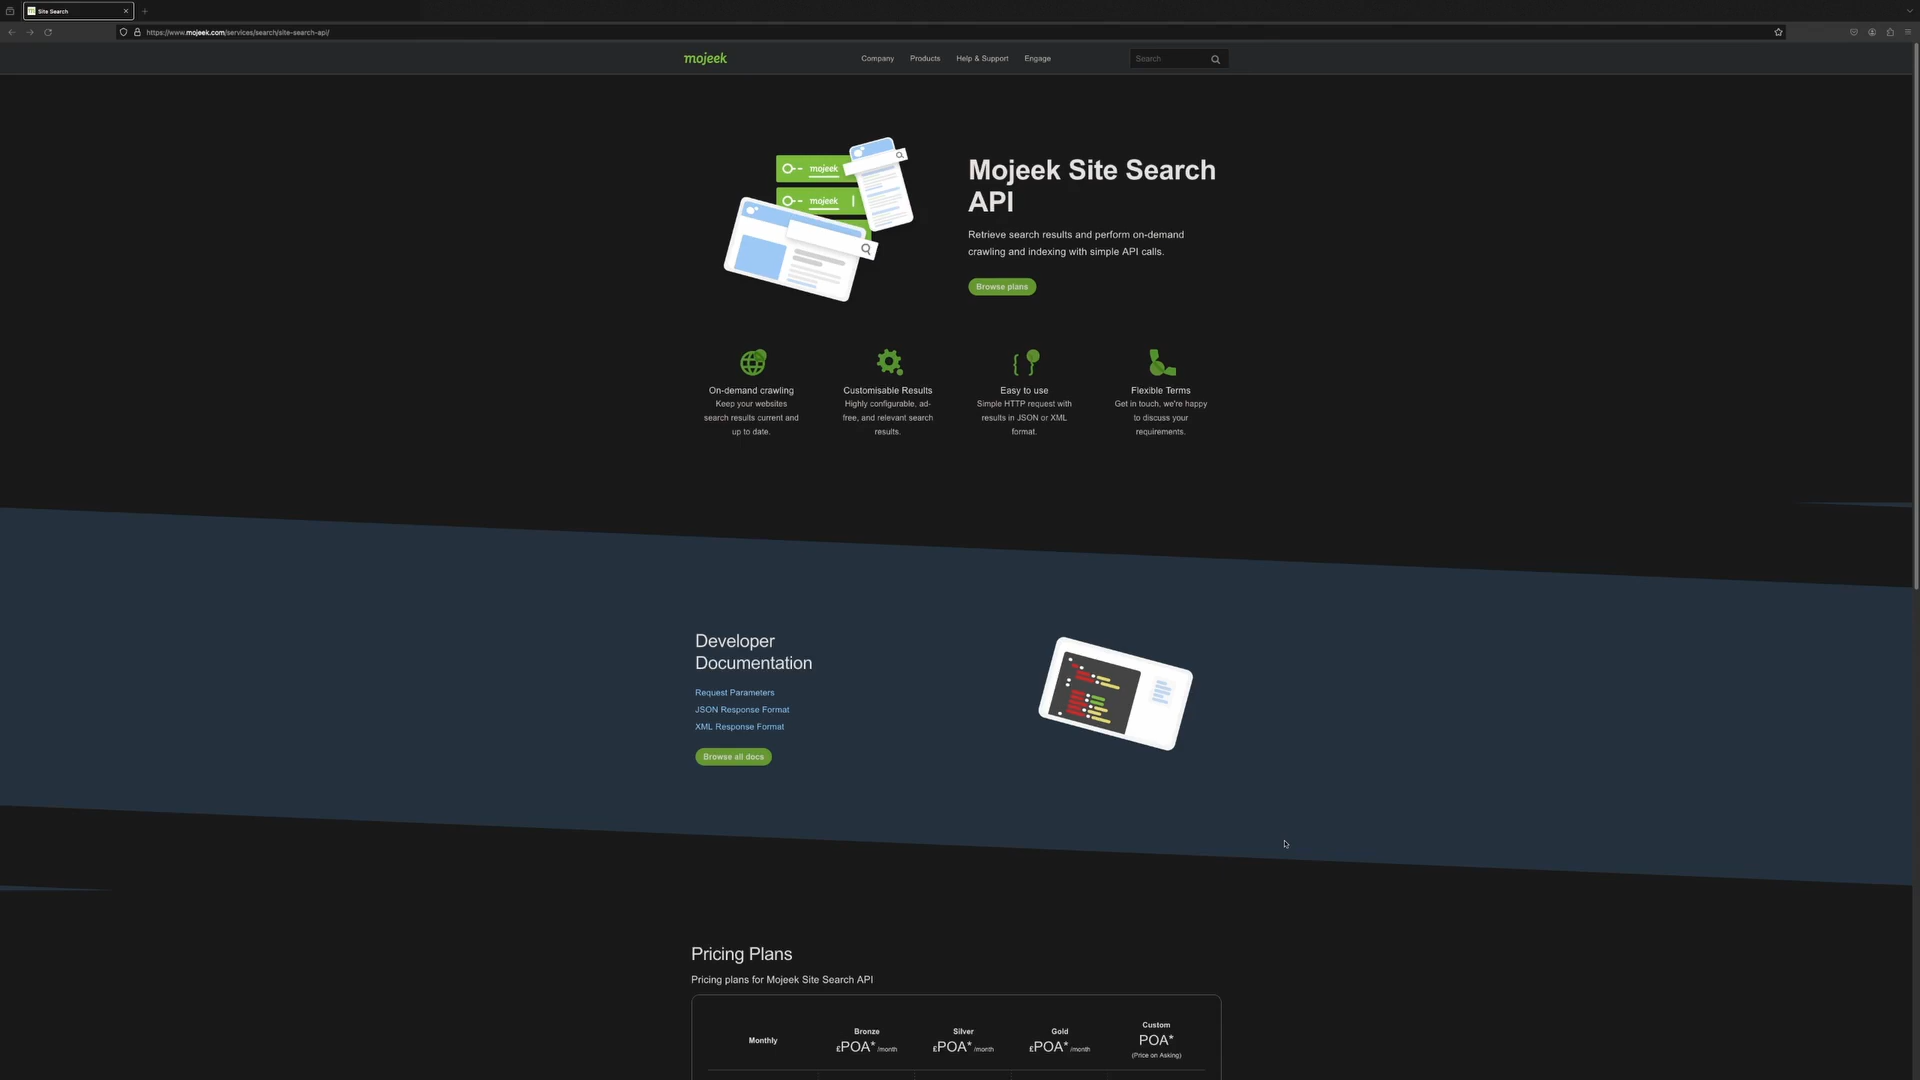 Site Search
https://www.mojeek.com/services/search/site-search-api/
mojeek
Company
Products
Help & Support
Engage
Search
mojeek
mojeek
Mojeek Site Search
API
Retrieve search results and perform on-demand
crawling and indexing with simple API calls.
Browse plans
On-demand crawling
Keep your websites
search results current and
up to date.
Customisable Results
Highly configurable, ad-
free, and relevant search
results.
Easy to use
Simple HTTP request with
results in JSON or XML
format.
Flexible Terms
Get in touch, we're happy
to discuss your
requirements.
Developer
Documentation
Request Parameters
JSON Response Format
XML Response Format
Browse all docs
Pricing Plans
Pricing plans for Mojeek Site Search API
Monthly
Bronze
£POA* /month
Silver
£POA* /month
Gold
£POA* /month
Custom
POA*
(Price on Asking)